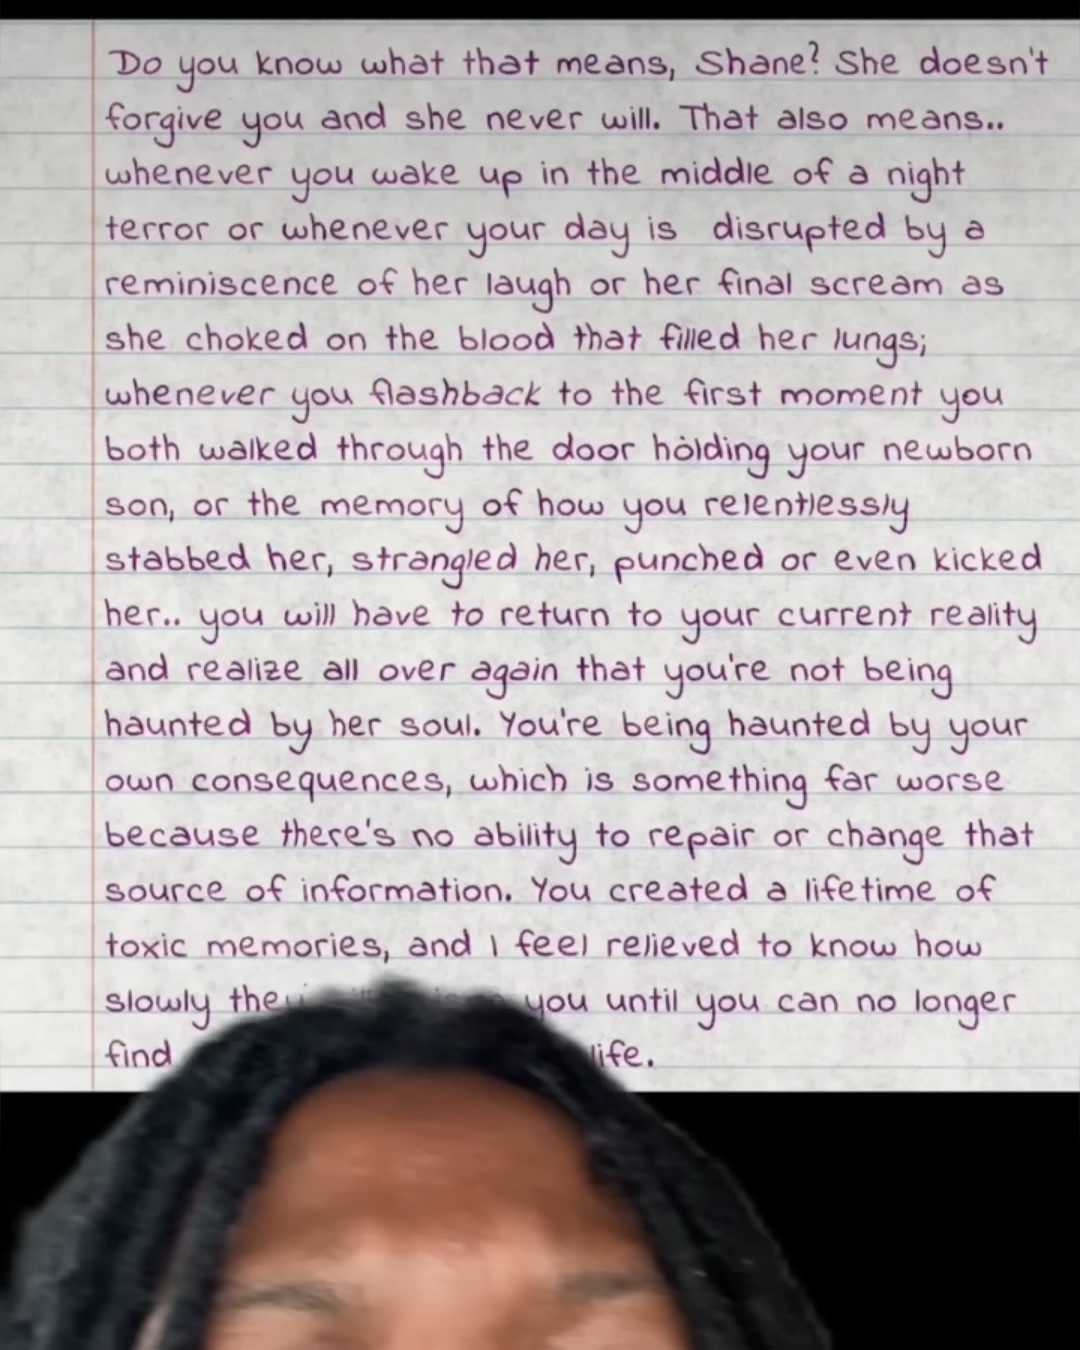 Do you know what that means, Shane? She doesn't
forgive you and she never will. That also means..
whenever you wake up in the middle of a night
terror or whenever your day is disrupted by a
reminiscence of her laugh or her final scream as
she choked on the blood that filled her lungs;
whenever you flashback to the first moment you
both walked through the door holding your newborn
son, or the memory of how you relentlessly
stabbed her, strangled her, punched or even kicked
her.. you will have to return to your current reality
and realize all over again that you're not being
haunted by her soul. You're being haunted by your
own consequences, which is something far worse
because there's no ability to repair or change that
source of information. You created a lifetime of
toxic memories, and I feel relieved to know how
slowly you until you can no longer
find life.